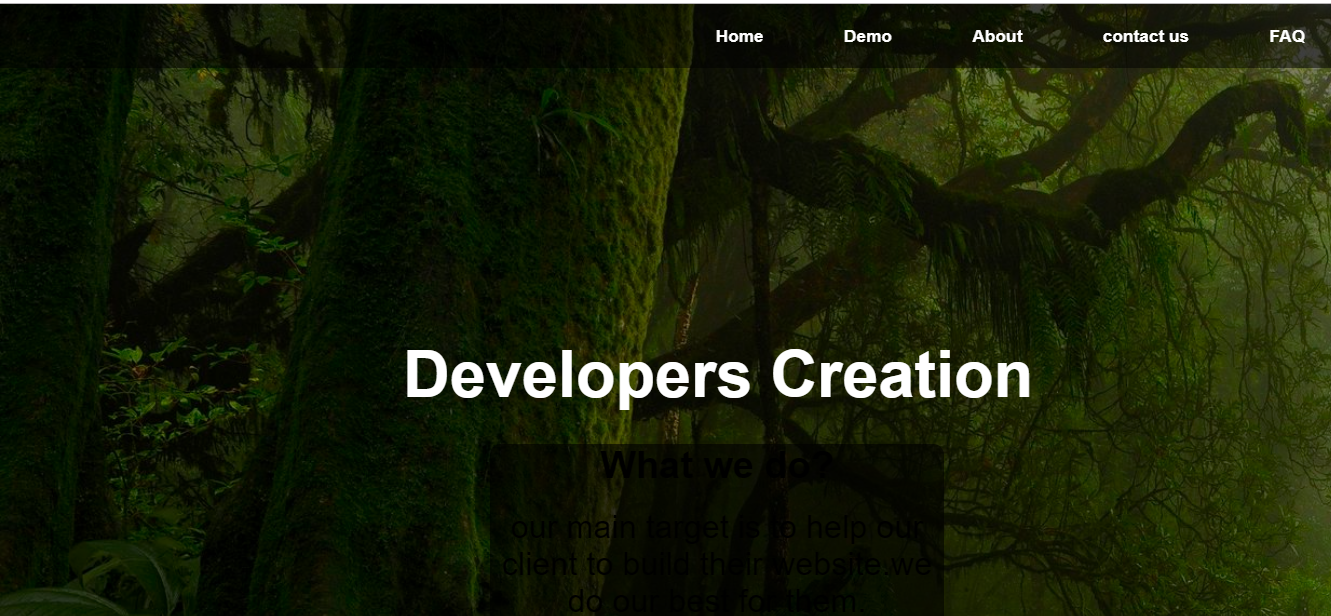 Home Demo About contact us FAQ
Developers Creation
What we do?
our main target is to help our
client to build their website.we
do our best for them.